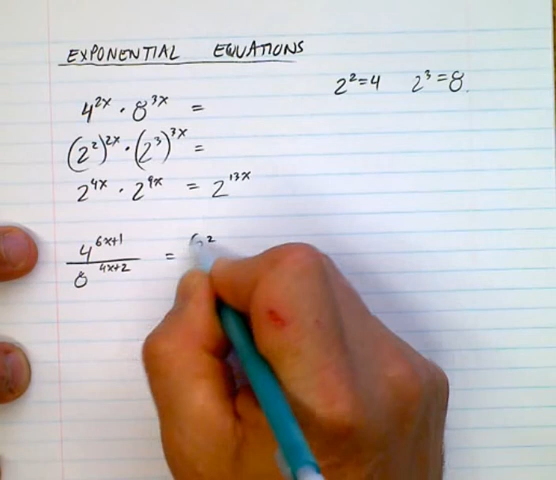 EXPONENTIAL EQUATIONS
2²=4 2³=8.
4^2x · 8^3x =
(2²)^2x · (2³)^3x =
2^4x · 2^9x = 2^13x
4^6x+1
8^4x+2 =